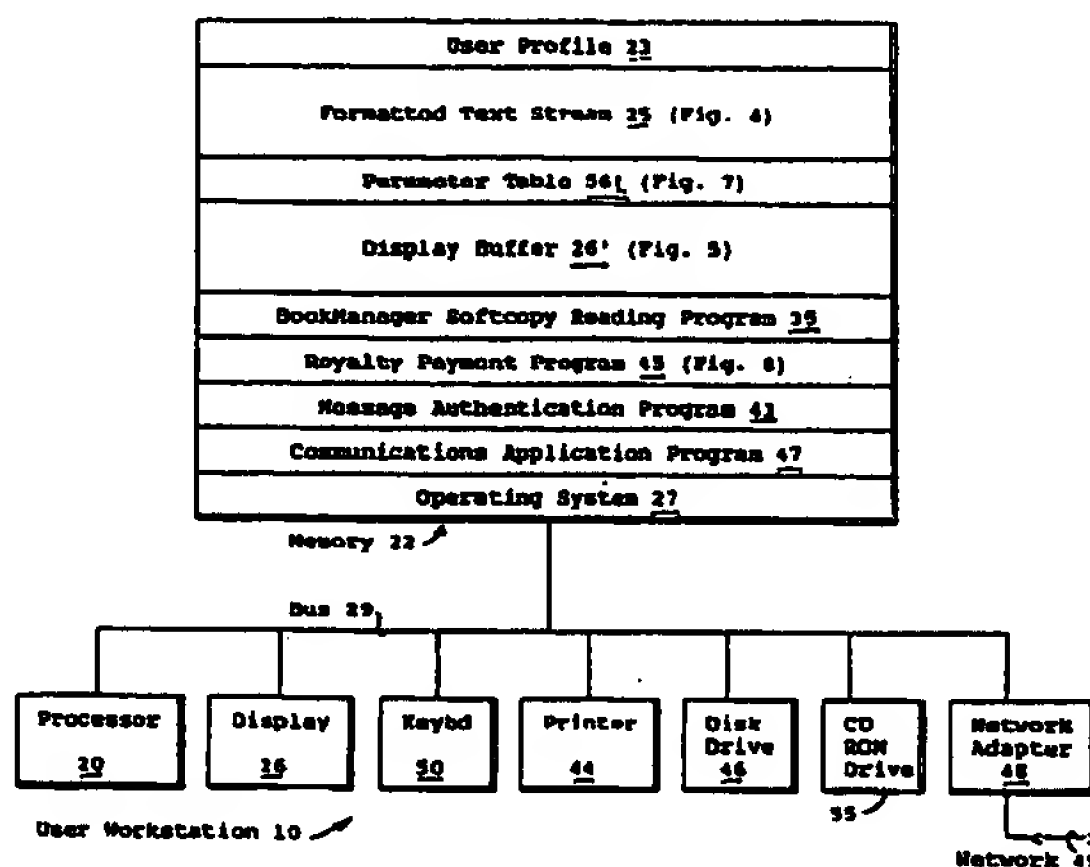 User Profile 23
Formatted Text Stream 25 (Fig. 4)
Parameter Table (Fig. 7)
Display Buffer 26' (Fig. 5)
BookManager Softcopy Reading Program 35
Royalty Payment Program (Fig. 8)
Message Authentication Program 41
Communications Application Program 47
Operating System 27
Memory 22
Bus 29
Processor 20
Display 26
Keybd 50
Printer 44
Disk Drive 46
CD ROM Drive
Network Adapter 48
55
User Workstation 10
Network